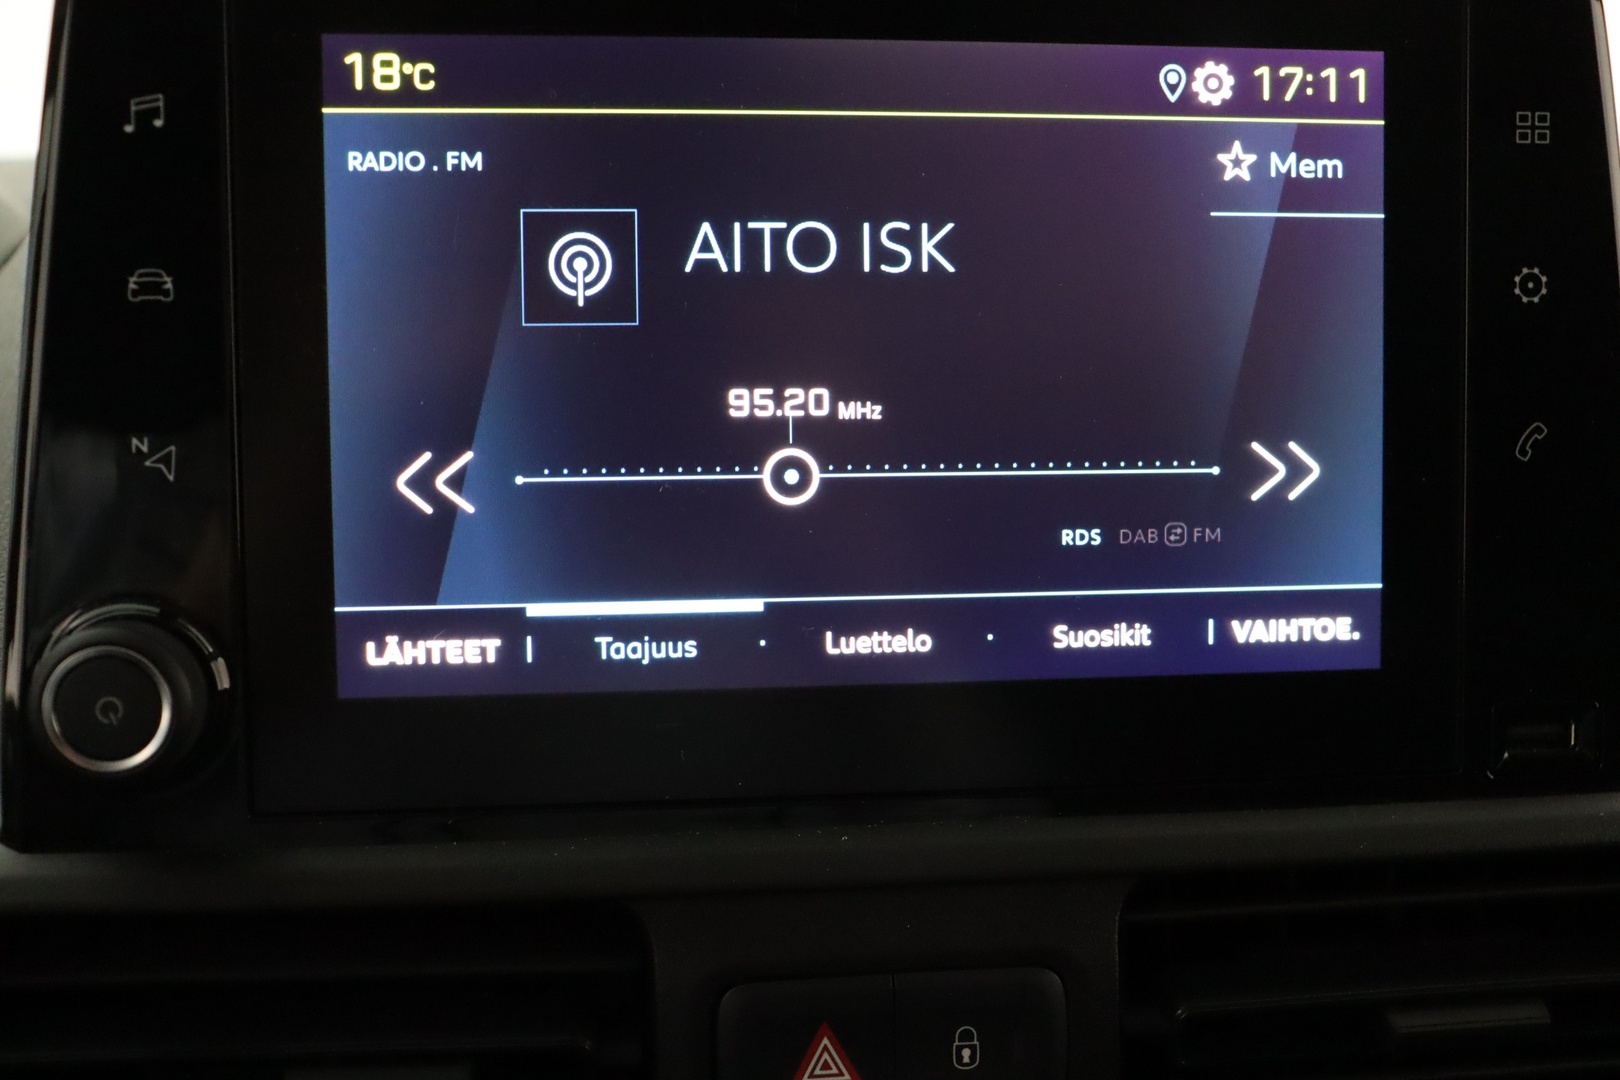 18°C 17:11
RADIO . FM Mem
AITO ISK
95.20 MHz
N
RDS DAB FM
LÄHTEET | Taajuus · Luettelo · Suosikit | VAIHTOE.